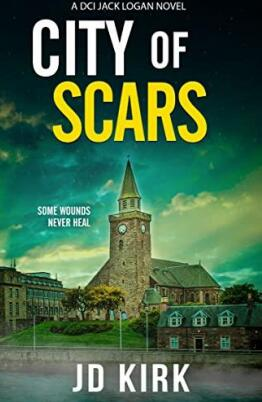 A DCI JACK LOGAN NOVEL
CITY OF
SCARS
SOME WOUNDS
NEVER HEAL
JD KIRK